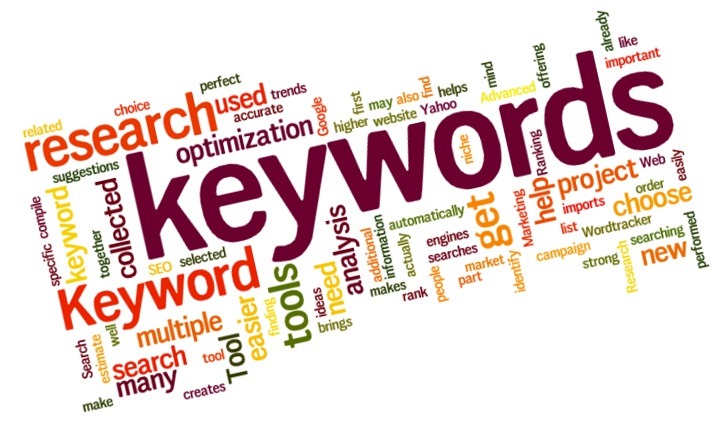 already
like
important
offering
mind
Advanced
helps
find
also
may
first
Yahoo
website
higher
Google
trends
perfect
used
accurate
choice
research
related
optimization
keywords
suggestions
niche
Ranking
Web
easily
project
help
order
choose
imports
Marketing
get
Wordtracker
list
searching
performed
new
Research
strong
campaign
identify
automatically
engines
searches
market
part
people
rank
makes
actually
information
additional
analysis
collected
together
keyword
compile
specific
SEO
selected
Keyword
tools
need
ideas
brings
finding
easier
multiple
well
estimate
Search
search
tool
Tool
many
creates
make